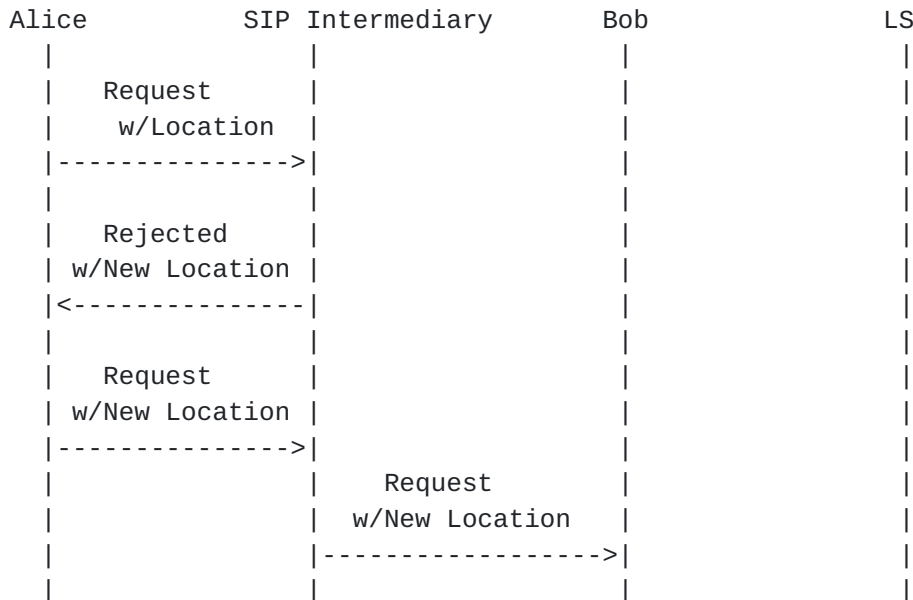 Alice          SIP Intermediary       Bob               LS
  |                |                   |                 |
  |   Request      |                   |                 |
  |    w/Location  |                   |                 |
  |--------------->|                   |                 |
  |                |                   |                 |
  |   Rejected     |                   |                 |
  | w/New Location |                   |                 |
  |<---------------|                   |                 |
  |                |                   |                 |
  |   Request      |                   |                 |
  | w/New Location |                   |                 |
  |--------------->|                   |                 |
  |                |    Request        |                 |
  |                |  w/New Location   |                 |
  |                |------------------>|                 |
  |                |                   |                 |